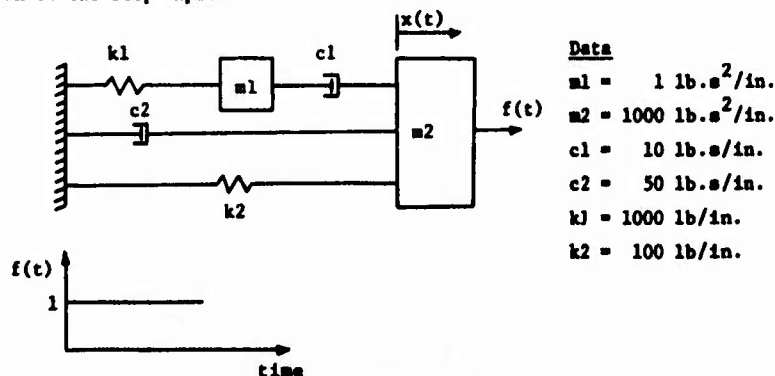 x(t)
k1
c1
m1
c2
m2
f(t)
k2
Data
m1 = 1 lb.s²/in.
m2 = 1000 lb.s²/in.
c1 = 10 lb.s/in.
c2 = 50 lb.s/in.
k1 = 1000 lb/in.
k2 = 100 lb/in.
f(t)
1
time